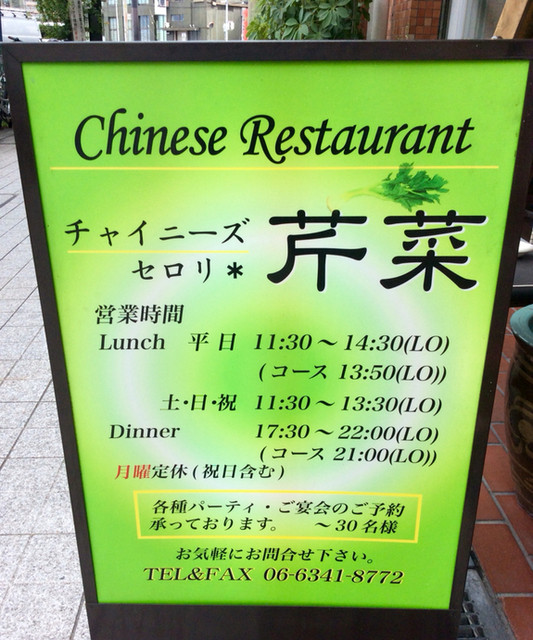 Chinese Restaurant
チャイニーズ
セロリ* 芹菜
営業時間
Lunch 平日 11:30～14:30(LO)
(コース 13:50(LO))
土・日・祝 11:30～13:30(LO)
Dinner 17:30～22:00(LO)
(コース 21:00(LO))
月曜定休(祝日含む)
各種パーティ・ご宴会のご予約
承っております。 ～30名様
お気軽にお問合せ下さい。
TEL&FAX 06-6341-8772